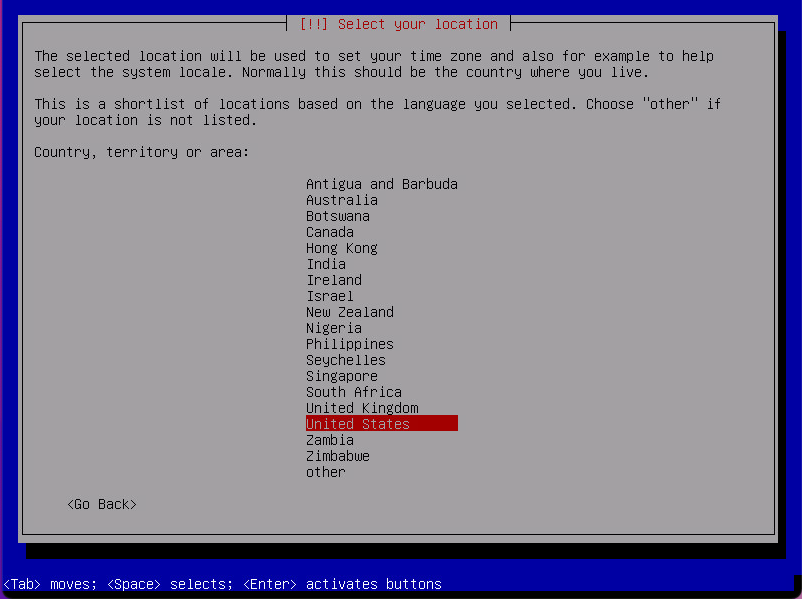 [!!] Select your location
The selected location will be used to set your time zone and also for example to help
select the system locale. Normally this should be the country where you live.
This is a shortlist of locations based on the language you selected. Choose "other" if
your location is not listed.
Country, territory or area:
Antigua and Barbuda
Australia
Botswana
Canada
Hong Kong
India
Ireland
Israel
New Zealand
Nigeria
Philippines
Seychelles
Singapore
South Africa
United Kingdom
United States
Zambia
Zimbabwe
other
<Go Back>
<Tab> moves; <Space> selects; <Enter> activates buttons